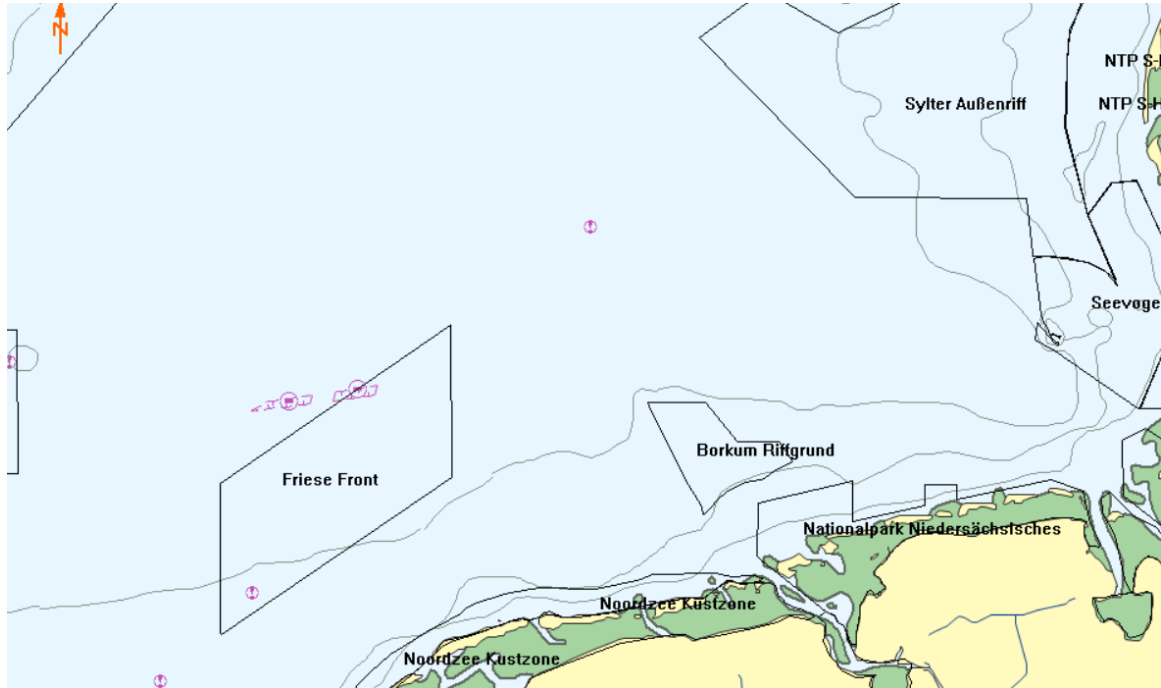 N
NTP S-
Sylter Außenriff
NTP S-H
Seevøge
Borkum Riffgrund
Friese Front
Nationalpark Niedersächsisches
Noordzee Kustzone
Noordzee Kustzone